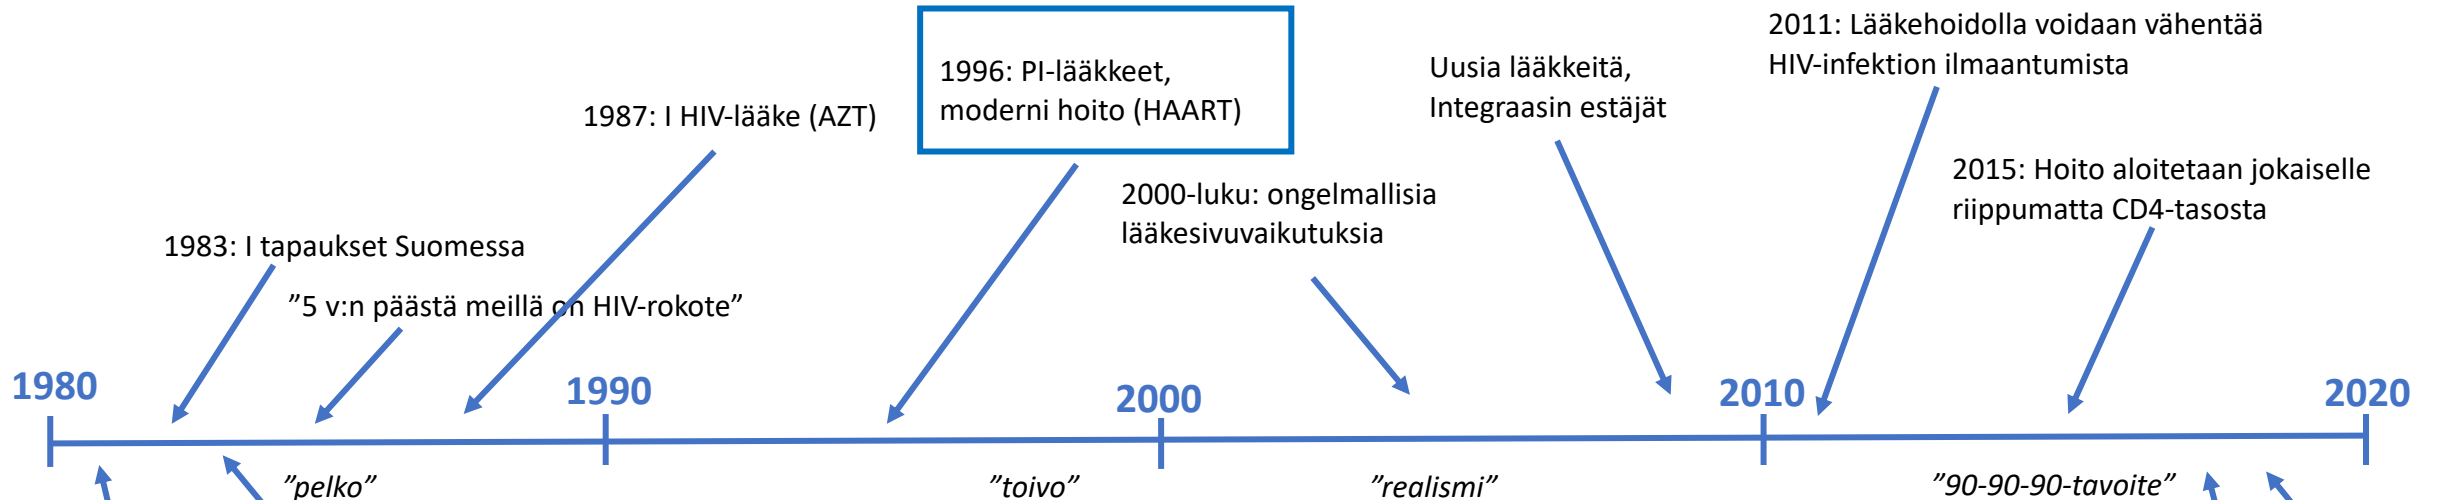 2011: Lääkehoidolla voidaan vähentää
HIV-infektion ilmaantumista
1996: PI-lääkkeet,
moderni hoito (HAART)
Uusia lääkkeitä,
Integraasin estäjät
1987: I HIV-lääke (AZT)
2015: Hoito aloitetaan jokaiselle
riippumatta CD4-tasosta
2000-luku: ongelmallisia
lääkesivuvaikutuksia
1983: I tapaukset Suomessa
”5 v:n päästä meillä on HIV-rokote”
1980
1990
2000
2010
2020
”pelko”
”toivo”
”realismi”
”90-90-90-tavoite”